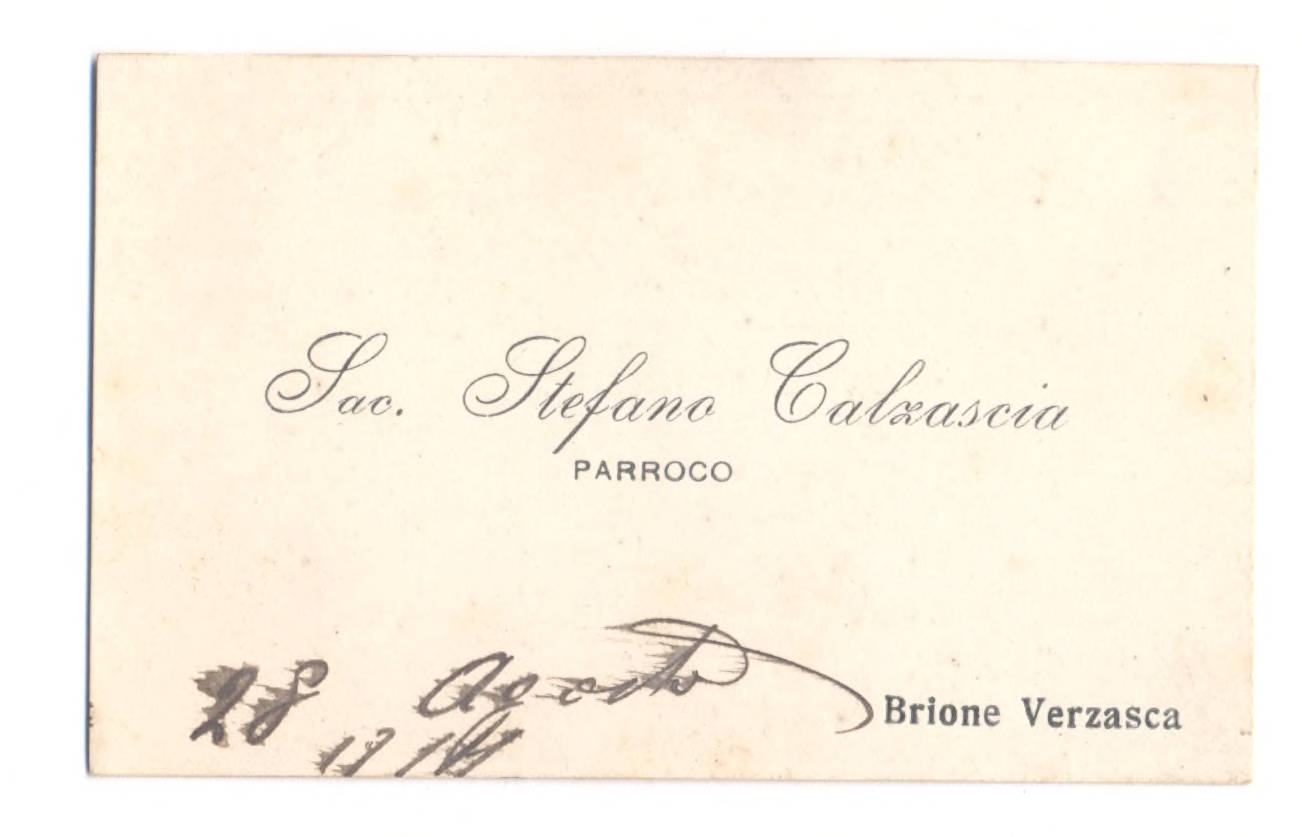 Sac. Stefano Calzascia
PARROCO
28 Agosto
Brione Verzasca